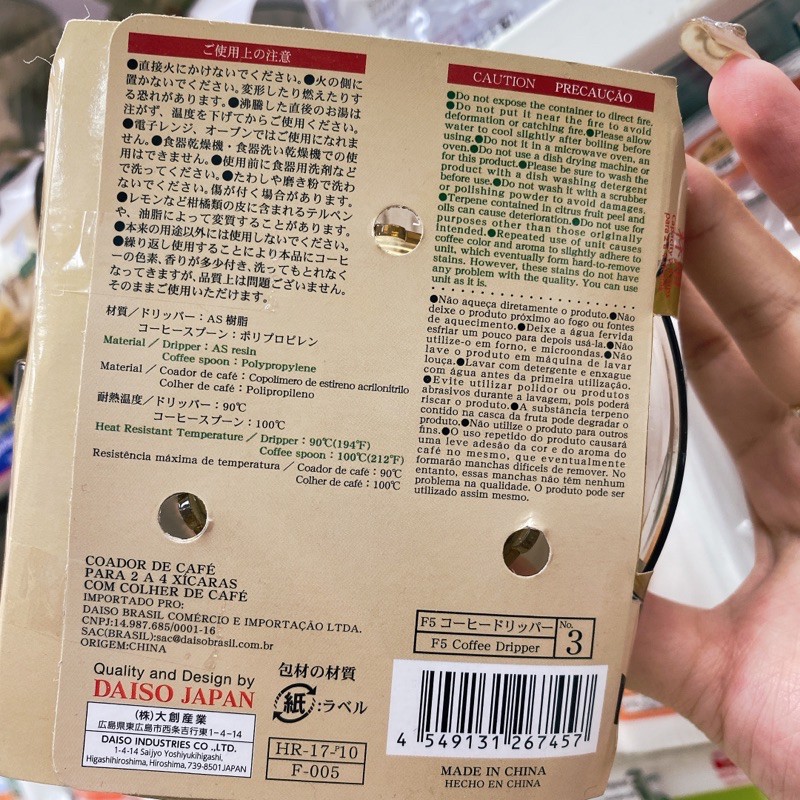 ご使用上の注意
●直接火にかけないでください。●火の側に
置かないでください。変形したり燃えたりす
る恐れがあります。●沸騰した直後のお湯は
注がず、温度を下げてからご使用ください。
●電子レンジ、オーブンではご使用になれま
せん。●食器乾燥機・食器洗い乾燥機での使
用はできません。●使用前に食器用洗剤など
で洗ってください。●たわしや磨き粉で洗わ
ないでください。傷が付く場合があります。
●レモンなど柑橘類の皮に含まれるテルペン
や、油脂によって変質することがあります。
●本来の用途以外には使用しないでください。
●繰り返し使用することにより本品にコーヒ
ーの色素、香りが多少付き、洗ってもとれなく
なってきますが、品質上は問題ございません。
そのままご使用いただけます。
材質／ドリッパー：AS樹脂
コーヒースプーン：ポリプロピレン
Material / Dripper : AS resin
Coffee spoon : Polypropylene
Material / Coador de café : Copolímero de estireno acrilonitrilo
Colher de café : Polipropileno
耐熱温度／ドリッパー：90℃
コーヒースプーン：100℃
Heat Resistant Temperature / Dripper : 90℃(194℉)
Coffee spoon : 100℃(212℉)
Resistência máxima de temperatura / Coador de café : 90℃
Colher de café : 100℃
COADOR DE CAFÉ
PARA 2 A 4 XÍCARAS
COM COLHER DE CAFÉ
IMPORTADO PRO:
DAISO BRASIL COMÉRCIO E IMPORTAÇÃO LTDA.
CNPJ:14.987.685/0001-16
SAC(BRASIL):sac@daisobrasil.com.br
ORIGEM:CHINA
Quality and Design by
DAISO JAPAN
(株)大創産業
広島県東広島市西条吉行東1-4-14
DAISO INDUSTRIES CO.,LTD.
1-4-14 Saijyo Yoshiyukihigashi,
Higashihiroshima, Hiroshima, 739-8501JAPAN
包材の材質
紙:ラベル
HR-17-P10
F-005
CAUTION PRECAUÇÃO
●Do not expose the container to direct fire.
●Do not put it near the fire to avoid
deformation or catching fire.●Please allow
water to cool slightly after boiling before
using.●Do not it in a microwave oven, an
oven.●Do not use a dish drying machine or
for this product.●Please be sure to wash the
product with a dish washing detergent
before use.●Do not wash it with a scrubber
or polishing powder to avoid damages.
●Terpene contained in citrus fruit peel and
oils can cause deterioration.●Do not use for
purposes other than those originally
intended.●Repeated use of unit causes
coffee color and aroma to slightly adhere to
unit, which eventually form hard-to-remove
stains. However, these stains do not have
any problem with the quality. You can use
unit as it is.
●Não aqueça diretamente o produto.●Não
deixe o produto próximo ao fogo ou fontes
de aquecimento.●Deixe a água fervida
esfriar um pouco para depois usá-la.●Não
utilize-o em forno, e microondas.●Não
lave o produto em máquina de lavar
louça.●Lavar com detergente e enxague
com água antes da primeira utilização.
●Evite utilizar polidor ou produtos
abrasivos durante a lavagem, pois poderá
riscar o produto.●A substância terpeno
contido na casca da fruta pode degradar o
produto.●Não utilize o produto para outros
fins.●O uso repetido do produto causará
uma leve adesão da cor e do aroma do
café no mesmo, que eventualmente
formarão manchas difíceis de remover. No
entanto, essas manchas não têm nenhum
problema na qualidade. O produto pode ser
utilizado assim mesmo.
F5 コーヒードリッパー No.
F5 Coffee Dripper 3
4 549131 267457
MADE IN CHINA
HECHO EN CHINA